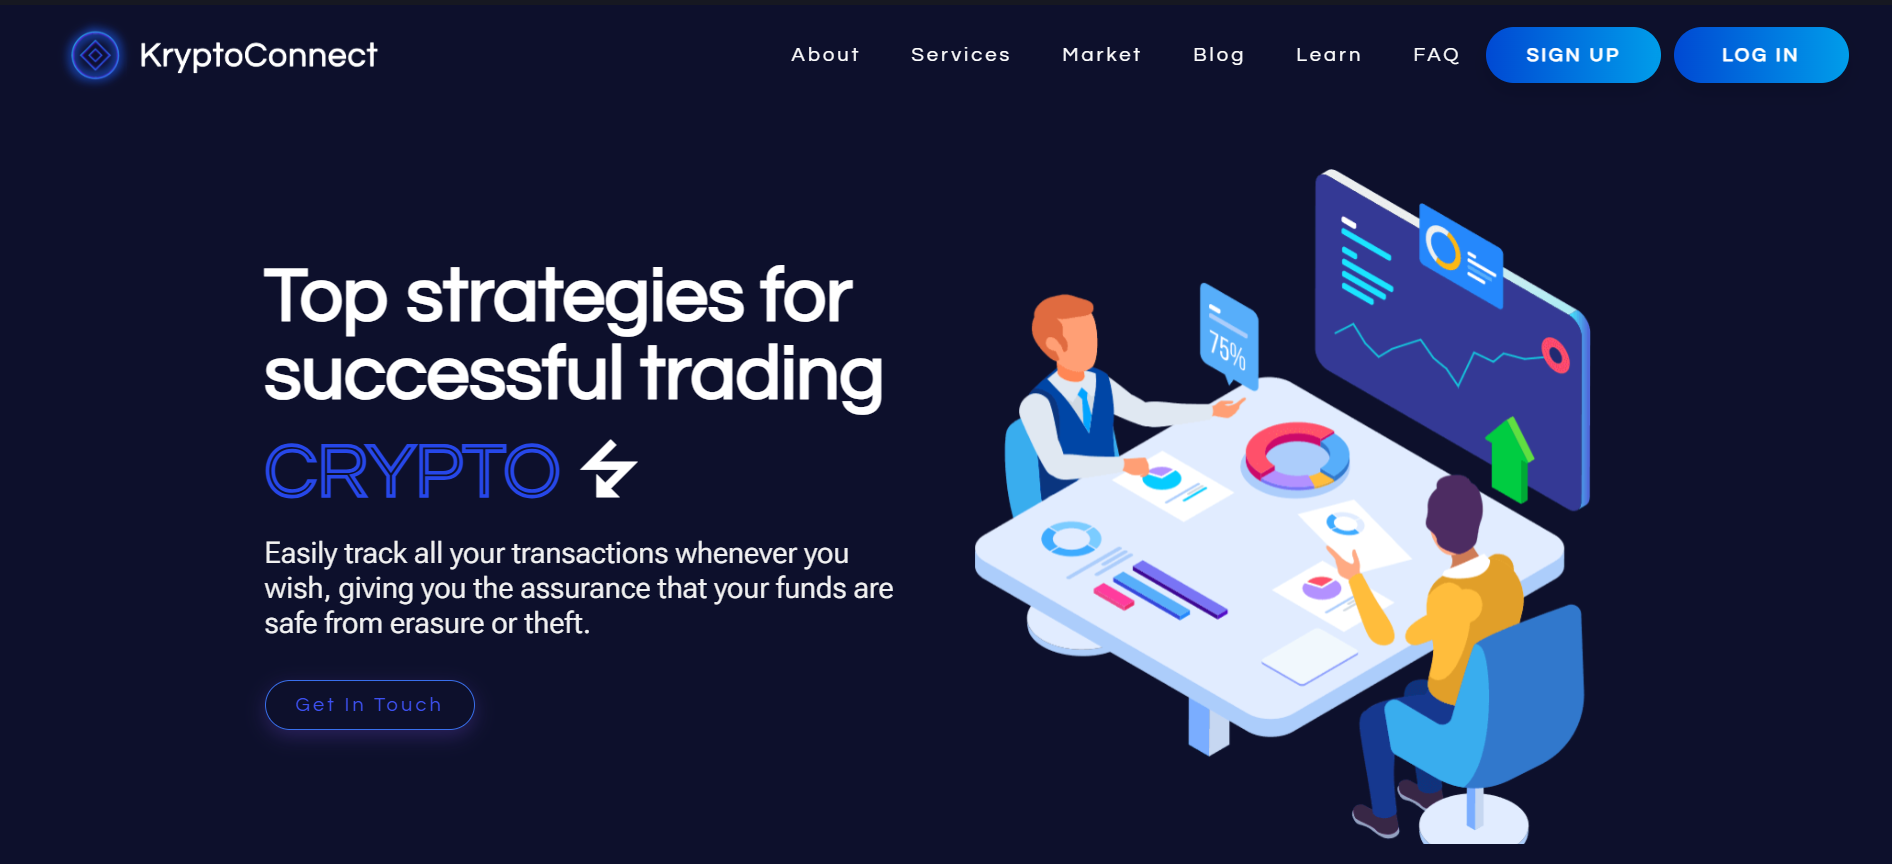 KryptoConnect
About Services Market Blog Learn FAQ SIGN UP LOG IN
Top strategies for
successful trading
CRYPTO
Easily track all your transactions whenever you
wish, giving you the assurance that your funds are
safe from erasure or theft.
Get In Touch
75%